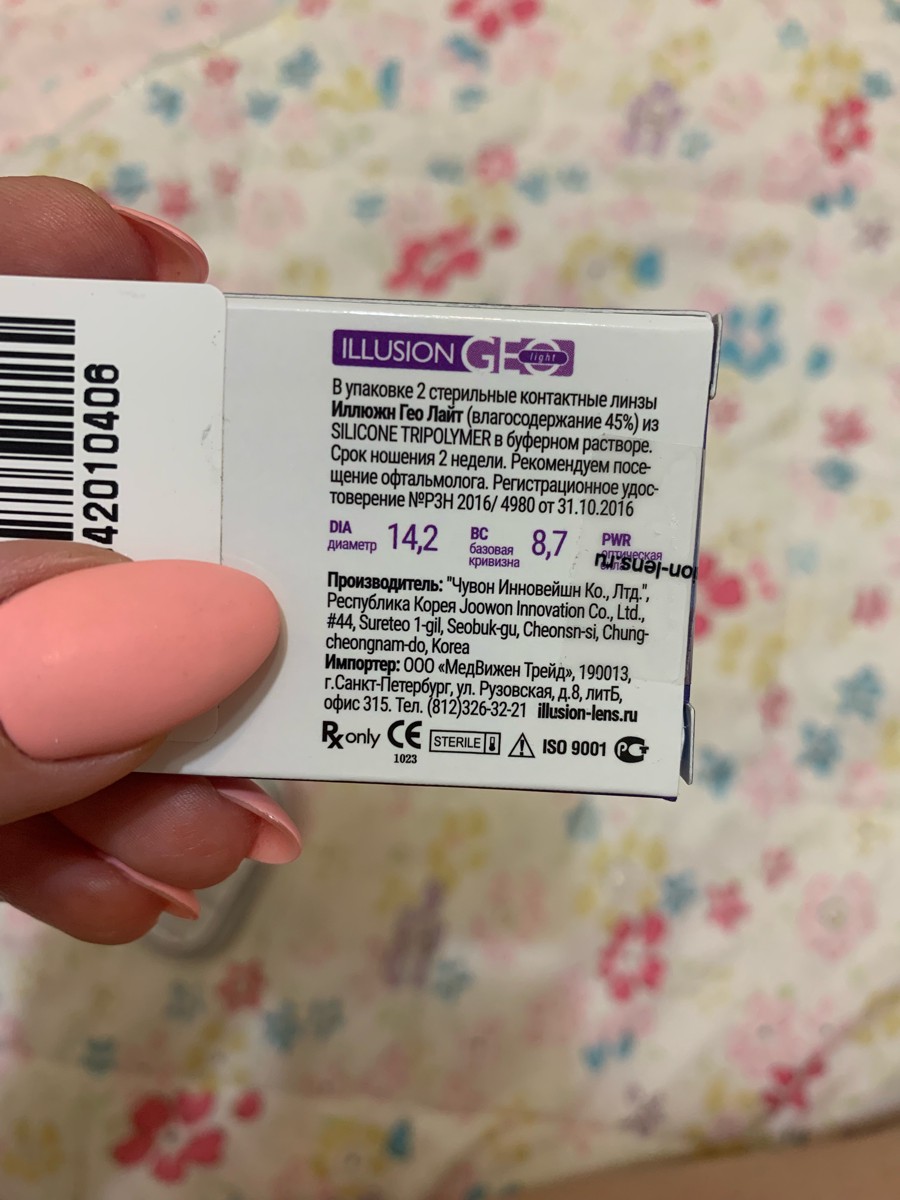 ILLUSION GEO light
В упаковке 2 стерильные контактные линзы
Иллюжн Гео Лайт (влагосодержание 45%) из
SILICONE TRIPOLYMER в буферном растворе.
Срок ношения 2 недели. Рекомендуем посе-
щение офтальмолога. Регистрационное удос-
товерение №РЗН 2016/ 4980 от 31.10.2016
DIA
диаметр
14,2
BC
базовая
кривизна
8,7
PWR
оптическая
on-lens.ru
Производитель: "Чувон Инновейшн Ко., Лтд.",
Республика Корея Joowon Innovation Co., Ltd.,
#44, Sureteo 1-gil, Seobuk-gu, Cheonsn-si, Chung-
cheongnam-do, Korea
Импортер: ООО «МедВижен Трейд», 190013,
г.Санкт-Петербург, ул. Рузовская, д.8, литБ,
офис 315. Тел. (812)326-32-21 illusion-lens.ru
Rx only CE STERILE ISO 9001 РСТ
1023
42010406